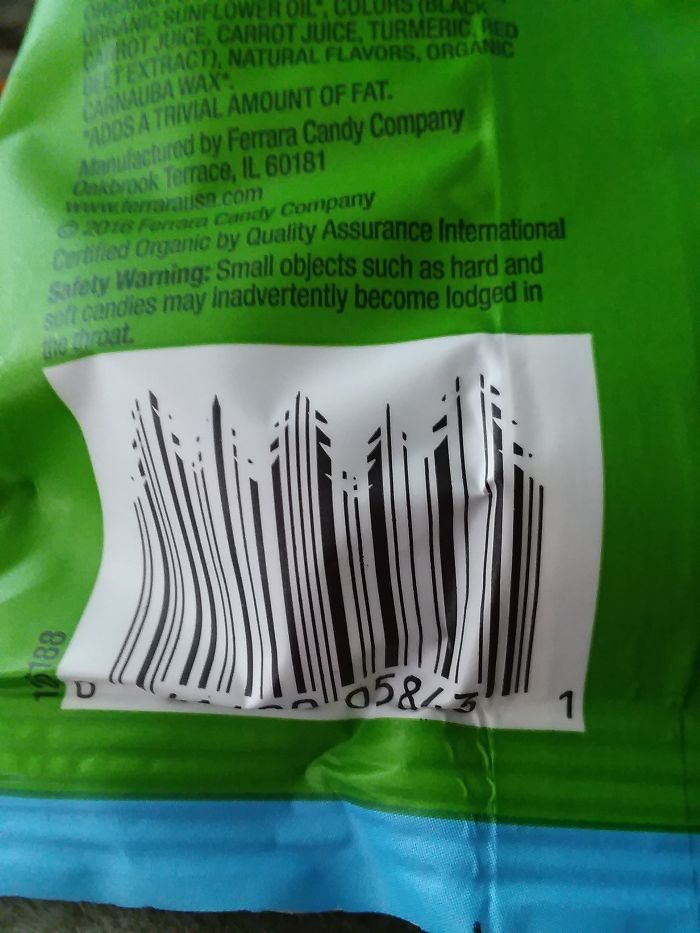 ORGANIC SUNFLOWER OIL*, COLORS (BLACK
CARROT JUICE, CARROT JUICE, TURMERIC, RED
BEET EXTRACT), NATURAL FLAVORS, ORGANIC
CARNAUBA WAX*.
*ADDS A TRIVIAL AMOUNT OF FAT.
Manufactured by Ferrara Candy Company
Oakbrook Terrace, IL 60181
www.ferrarausa.com
© 2016 Ferrara Candy Company
Certified Organic by Quality Assurance International
Safety Warning: Small objects such as hard and
soft candies may inadvertently become lodged in
the throat.
12188
1